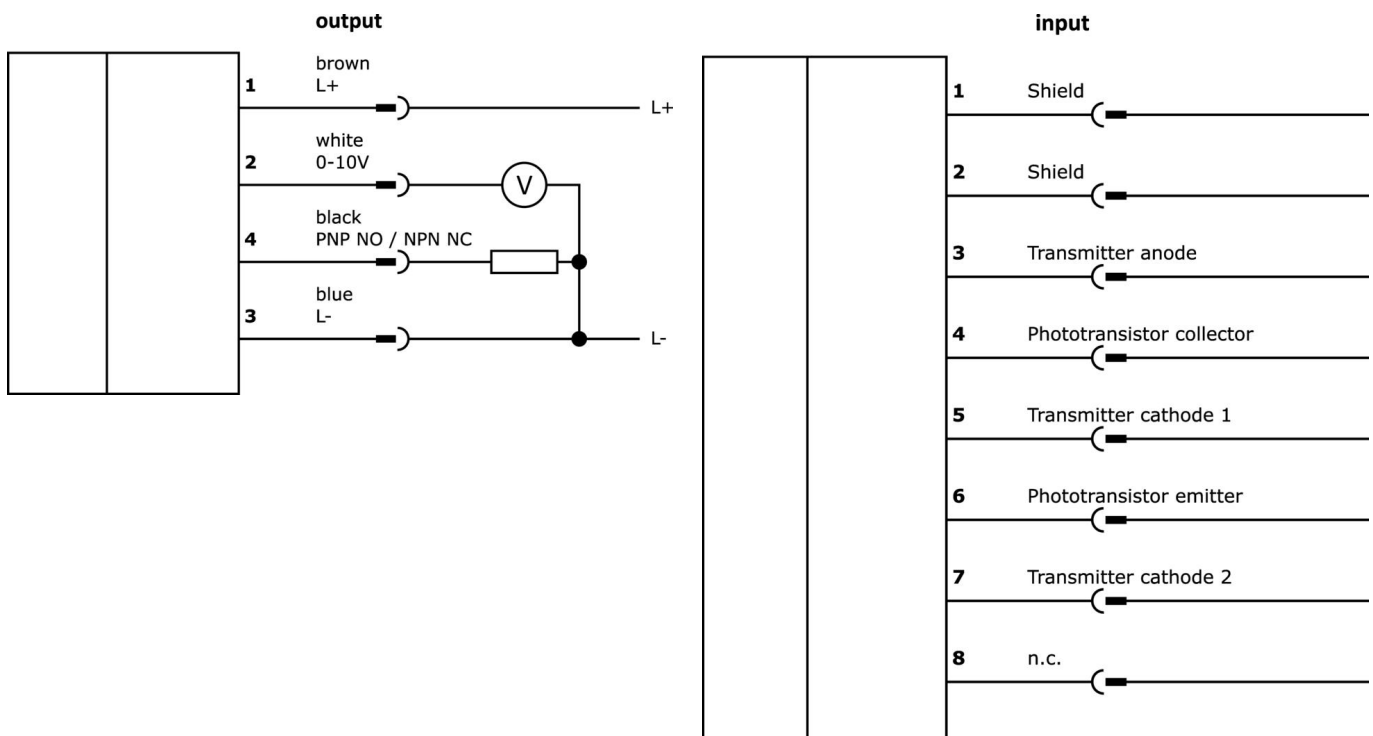 output
brown
1 L+
L+
white
2 0-10V
V
black
4 PNP NO / NPN NC
blue
3 L-
L-
input
1 Shield
2 Shield
3 Transmitter anode
4 Phototransistor collector
5 Transmitter cathode 1
6 Phototransistor emitter
7 Transmitter cathode 2
8 n.c.